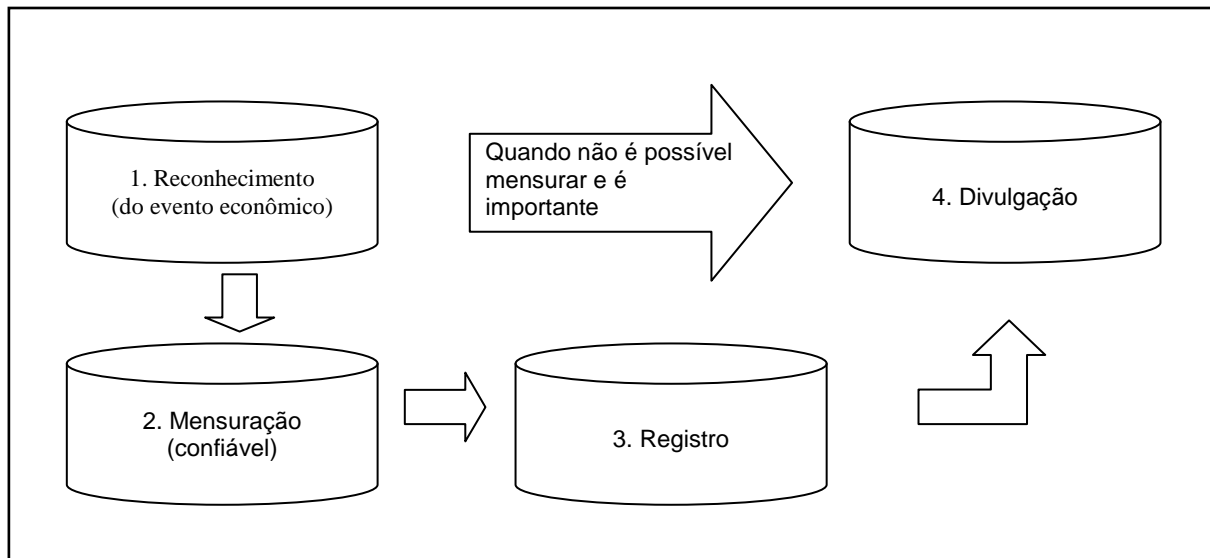 1. Reconhecimento
(do evento econômico)
Quando não é possível
mensurar e é
importante
4. Divulgação
2. Mensuração
(confiável)
3. Registro